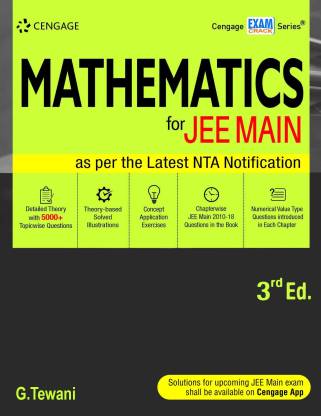 CENGAGE
Cengage EXAM CRACK Series®
MATHEMATICS
for JEE MAIN
as per the Latest NTA Notification
Detailed Theory
with 5000+
Topicwise Questions
Theory-based
Solved
Illustrations
Concept
Application
Exercises
Chapterwise
JEE Main 2010-18
Questions in the Book
Numerical Value Type
Questions introduced
in Each Chapter
3rd Ed.
G.Tewani
Solutions for upcoming JEE Main exam
shall be available on Cengage App